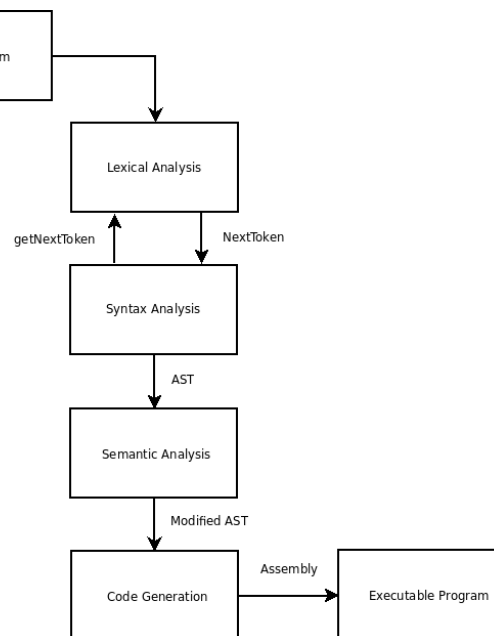 m
Lexical Analysis
getNextToken
NextToken
Syntax Analysis
AST
Semantic Analysis
Modified AST
Assembly
Code Generation
Executable Program